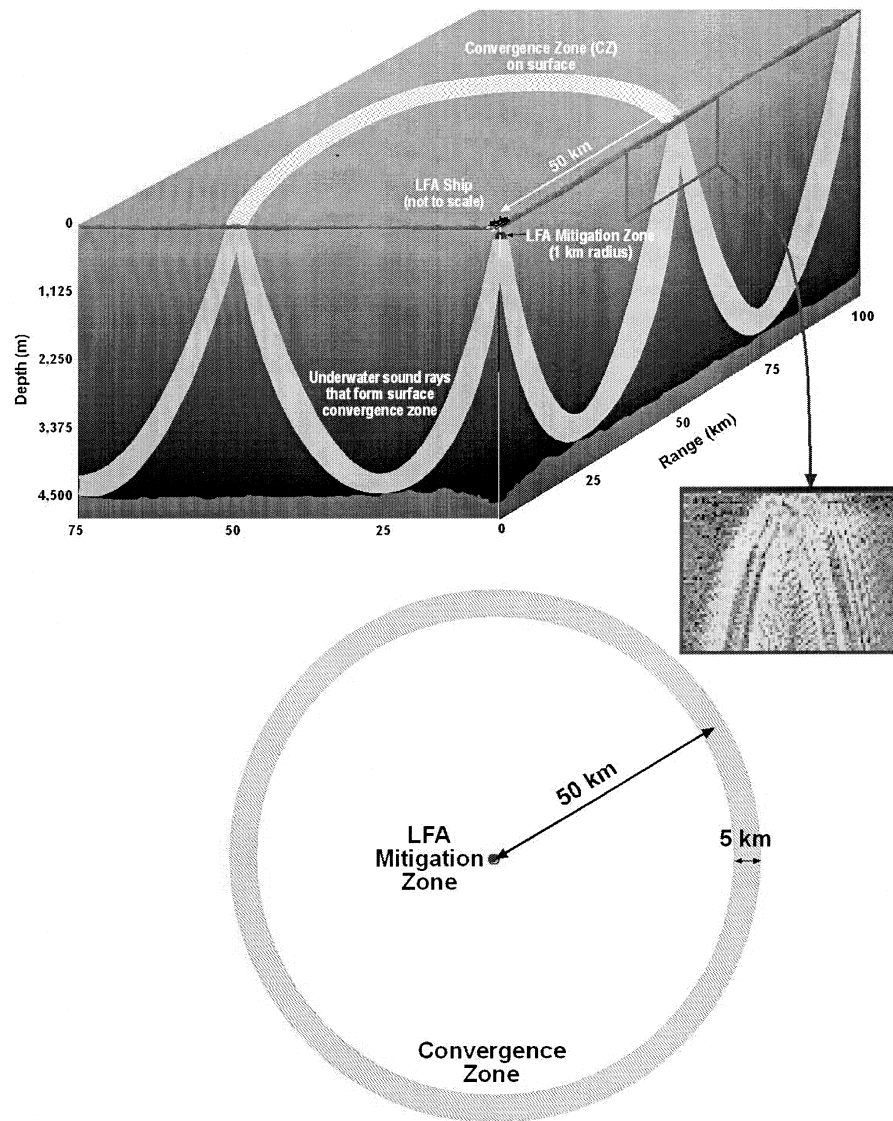 Convergence Zone (CZ)
on surface
50 km
LFA Ship
(not to scale)
LFA Mitigation Zone
(1 km radius)
Underwater sound rays
that form surface
convergence zone
Depth (m)
0
1,125
2,250
3,375
4,500
75
50
25
0
25
50
75
100
Range (km)
50 km
5 km
LFA
Mitigation
Zone
Convergence
Zone